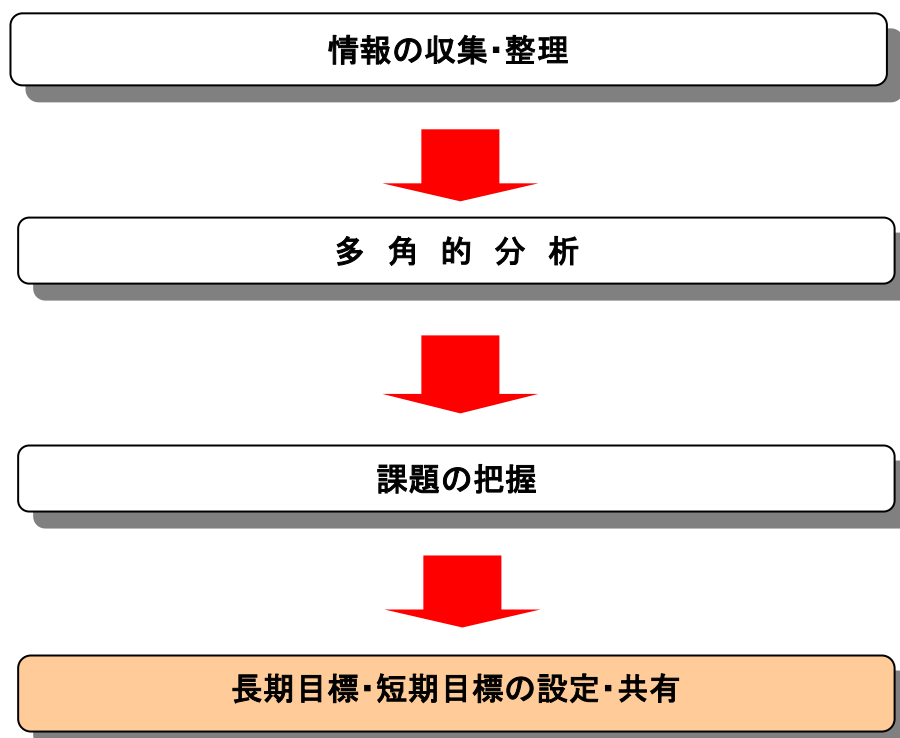 情報の収集・整理
多 角 的 分 析
課題の把握
長期目標・短期目標の設定・共有